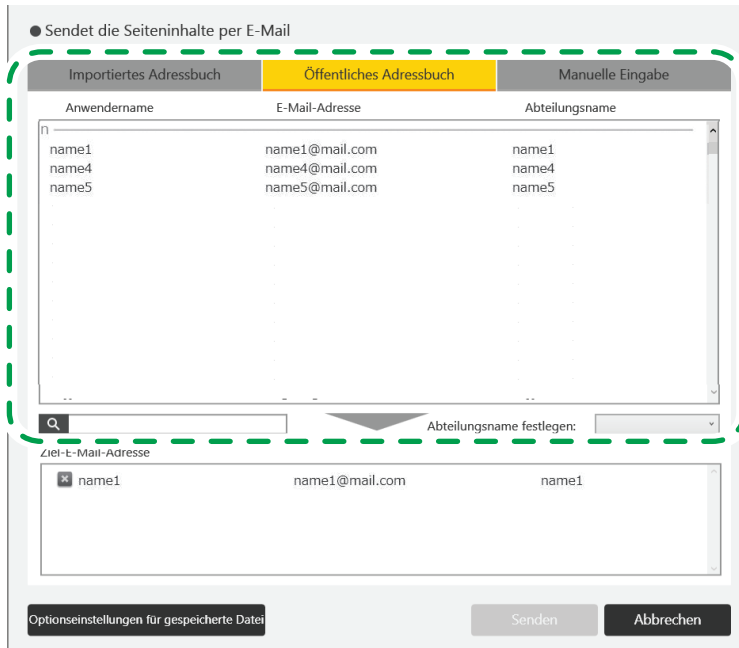 Sendet die Seiteninhalte per E-Mail
Importiertes Adressbuch Öffentliches Adressbuch Manuelle Eingabe
Anwendername E-Mail-Adresse Abteilungsname
n
name1 name1@mail.com name1
name4 name4@mail.com name4
name5 name5@mail.com name5
Abteilungsname festlegen:
Ziel-E-Mail-Adresse
name1 name1@mail.com name1
Optionseinstellungen für gespeicherte Datei Senden Abbrechen